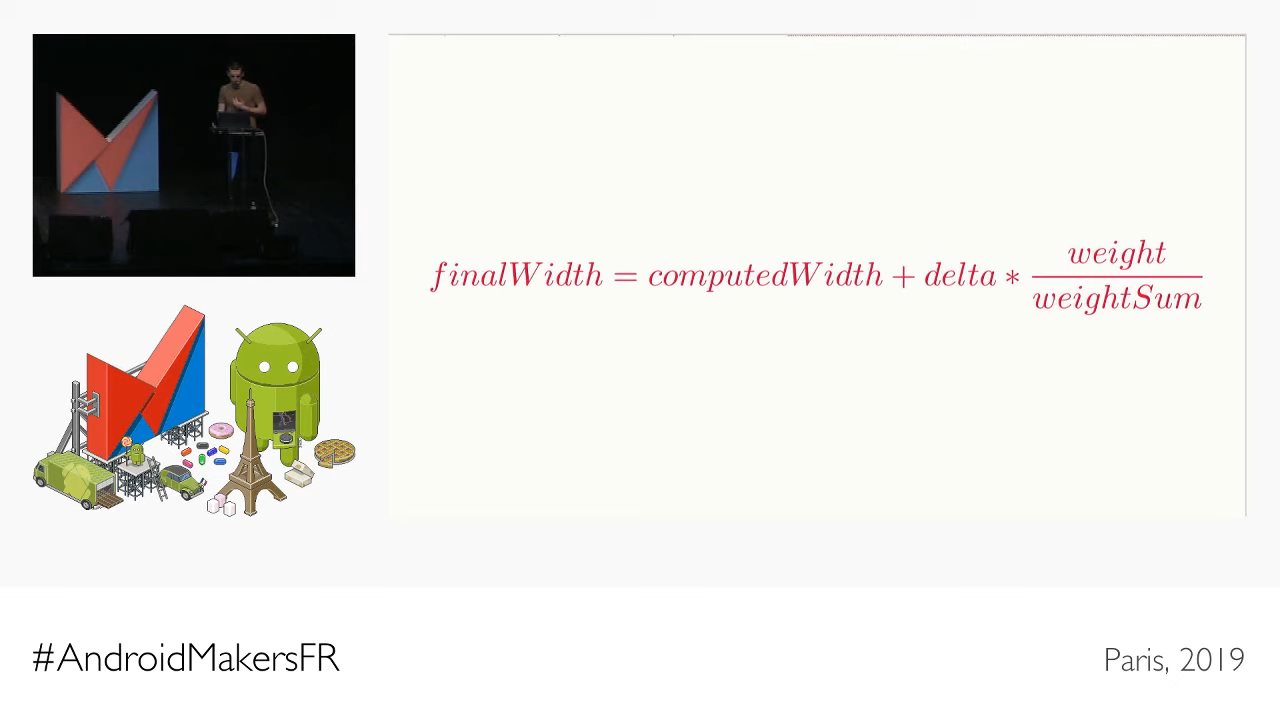 finalWidth = computedWidth + delta * weight / weightSum
#AndroidMakersFR
Paris, 2019